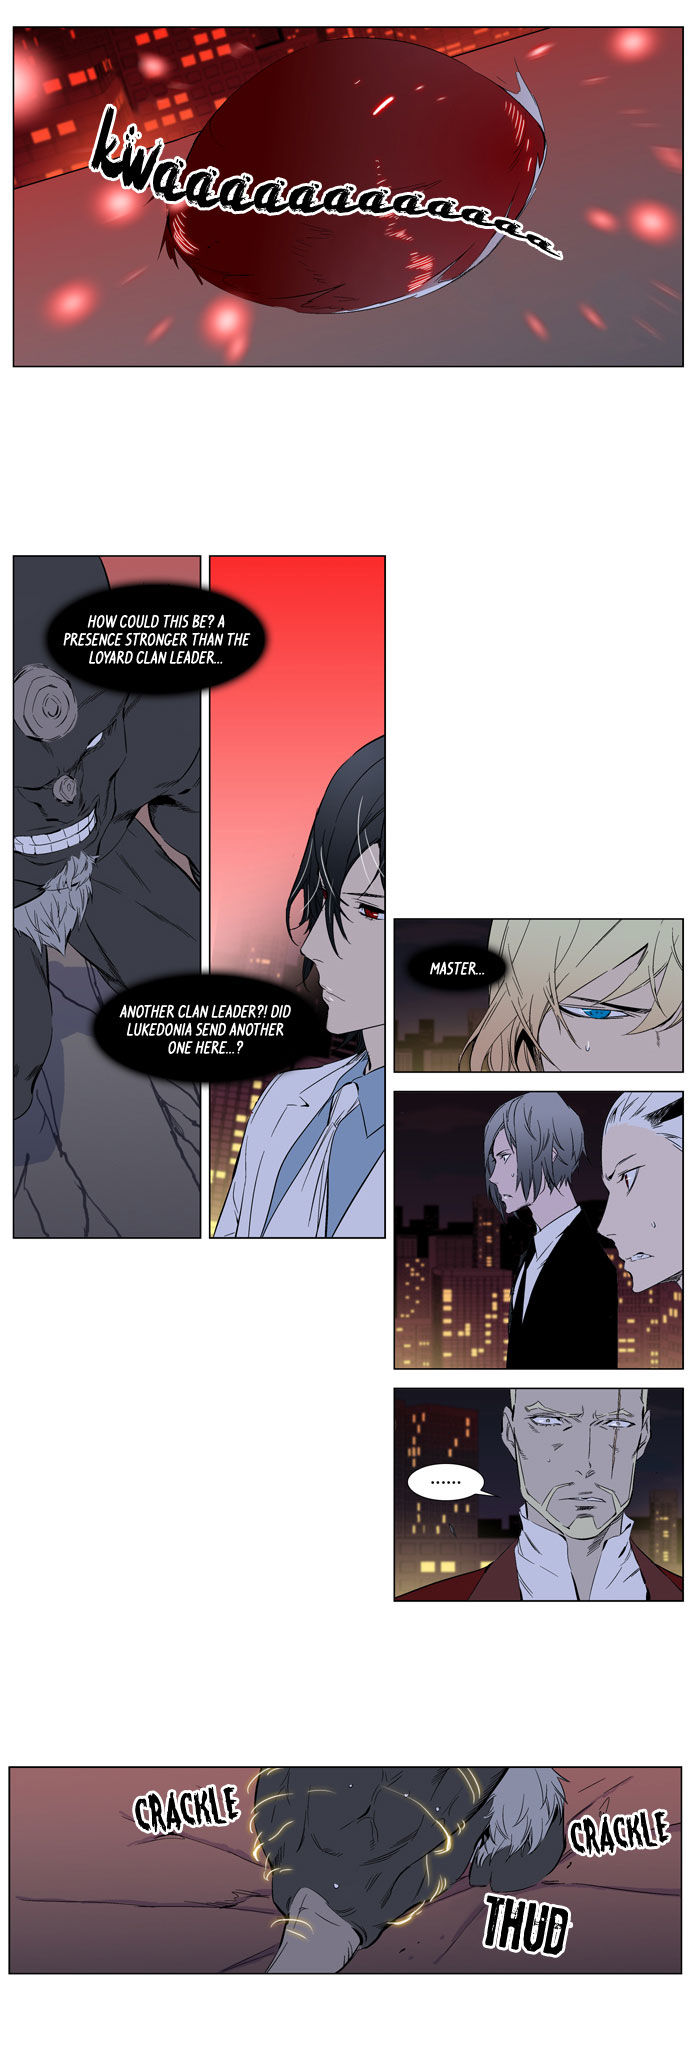 kwaaaaaaaaaaaaa
HOW COULD THIS BE? A
PRESENCE STRONGER THAN THE
LOYARD CLAN LEADER...
ANOTHER CLAN LEADER?! DID
LUKEDONIA SEND ANOTHER
ONE HERE...?
MASTER...
......
CRACKLE
CRACKLE
THUD